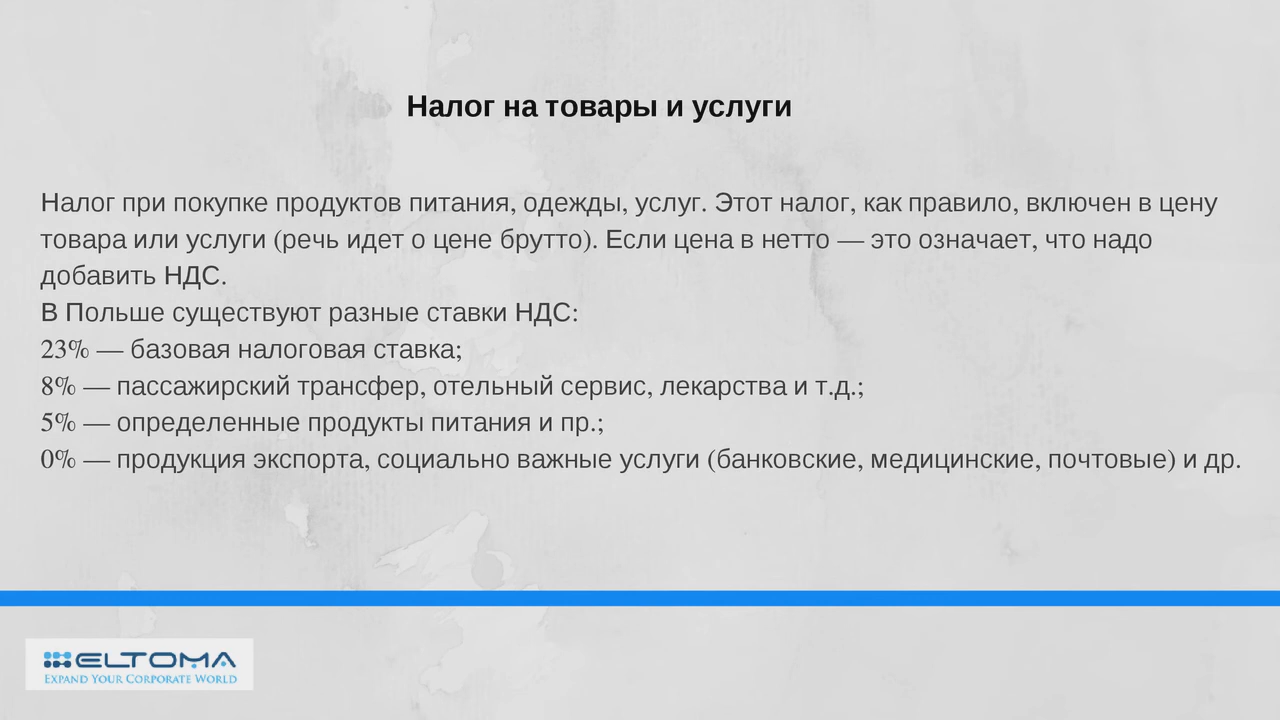 Налог на товары и услуги
Налог при покупке продуктов питания, одежды, услуг. Этот налог, как правило, включен в цену
товара или услуги (речь идет о цене брутто). Если цена в нетто — это означает, что надо
добавить НДС.
В Польше существуют разные ставки НДС:
23% — базовая налоговая ставка;
8% — пассажирский трансфер, отельный сервис, лекарства и т.д.;
5% — определенные продукты питания и пр.;
0% — продукция экспорта, социально важные услуги (банковские, медицинские, почтовые) и др.
ELTOMA
EXPAND YOUR CORPORATE WORLD